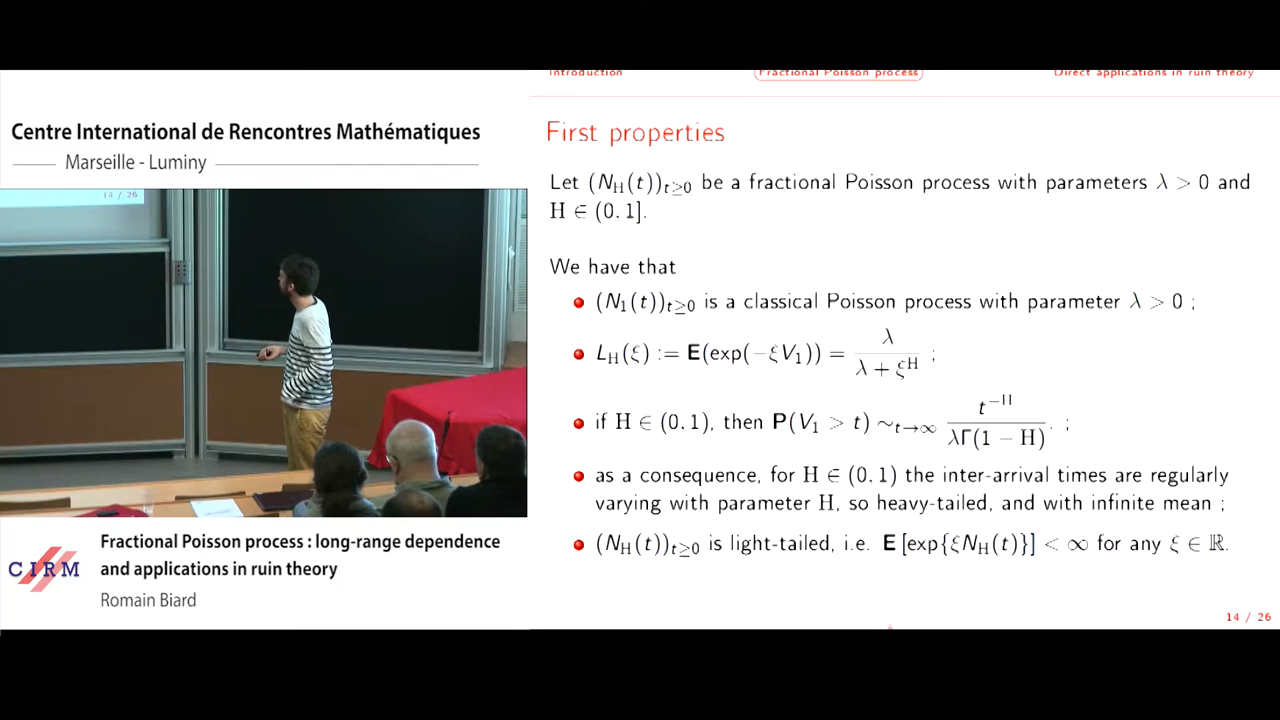 Centre International de Rencontres Mathématiques
Marseille - Luminy
14 / 26
Fractional Poisson process : long-range dependence
and applications in ruin theory
CIRM
Romain Biard
Introduction Fractional Poisson process Direct applications in ruin theory
First properties
Let (N_H(t))_{t≥0} be a fractional Poisson process with parameters λ > 0 and
H ∈ (0, 1].
We have that
(N_1(t))_{t≥0} is a classical Poisson process with parameter λ > 0 ;
L_H(ξ) := E(exp(−ξV_1)) = λ / (λ + ξ^H) ;
if H ∈ (0, 1), then P(V_1 > t) ∼_{t→∞} t^{−H} / (λΓ(1 − H)). ;
as a consequence, for H ∈ (0, 1) the inter-arrival times are regularly
varying with parameter H, so heavy-tailed, and with infinite mean ;
(N_H(t))_{t≥0} is light-tailed, i.e. E [exp{ξN_H(t)}] < ∞ for any ξ ∈ ℝ.
14 / 26